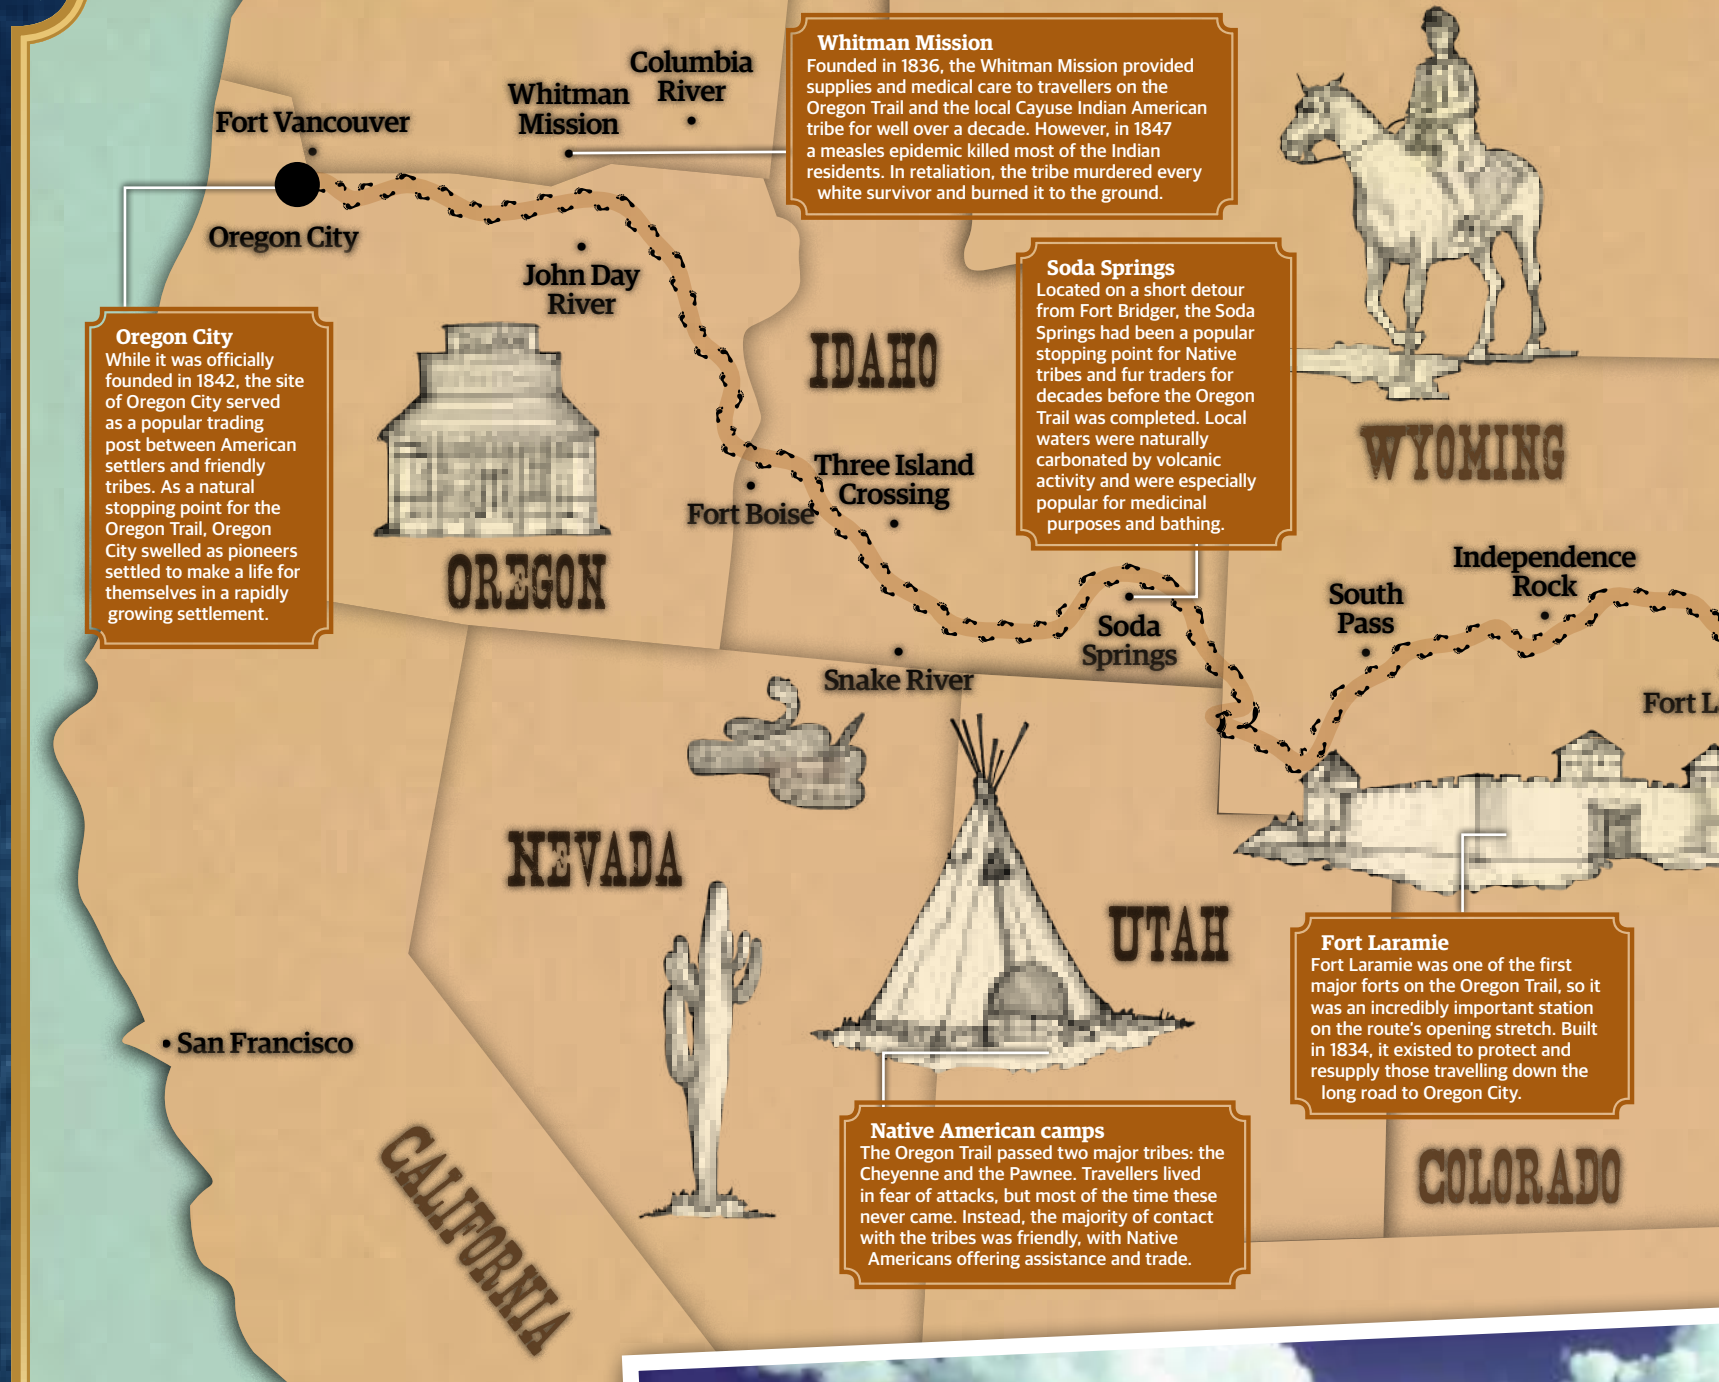 Whitman Mission
Founded in 1836, the Whitman Mission provided
supplies and medical care to travellers on the
Oregon Trail and the local Cayuse Indian American
tribe for well over a decade. However, in 1847
a measles epidemic killed most of the Indian
residents. In retaliation, the tribe murdered every
white survivor and burned it to the ground.
Columbia
River
Whitman
Mission
Fort Vancouver
Oregon City
John Day
River
Soda Springs
Located on a short detour
from Fort Bridger, the Soda
Springs had been a popular
stopping point for Native
tribes and fur traders for
decades before the Oregon
Trail was completed. Local
waters were naturally
carbonated by volcanic
activity and were especially
popular for medicinal
purposes and bathing.
Oregon City
While it was officially
founded in 1842, the site
of Oregon City served
as a popular trading
post between American
settlers and friendly
tribes. As a natural
stopping point for the
Oregon Trail, Oregon
City swelled as pioneers
settled to make a life for
themselves in a rapidly
growing settlement.
IDAHO
WYOMING
Three Island
Crossing
Fort Boise
OREGON
Independence
Rock
South
Pass
Soda
Springs
Snake River
Fort L
NEVADA
UTAH
Fort Laramie
Fort Laramie was one of the first
major forts on the Oregon Trail, so it
was an incredibly important station
on the route's opening stretch. Built
in 1834, it existed to protect and
resupply those travelling down the
long road to Oregon City.
San Francisco
Native American camps
The Oregon Trail passed two major tribes: the
Cheyenne and the Pawnee. Travellers lived
in fear of attacks, but most of the time these
never came. Instead, the majority of contact
with the tribes was friendly, with Native
Americans offering assistance and trade.
COLORADO
CALIFORNIA